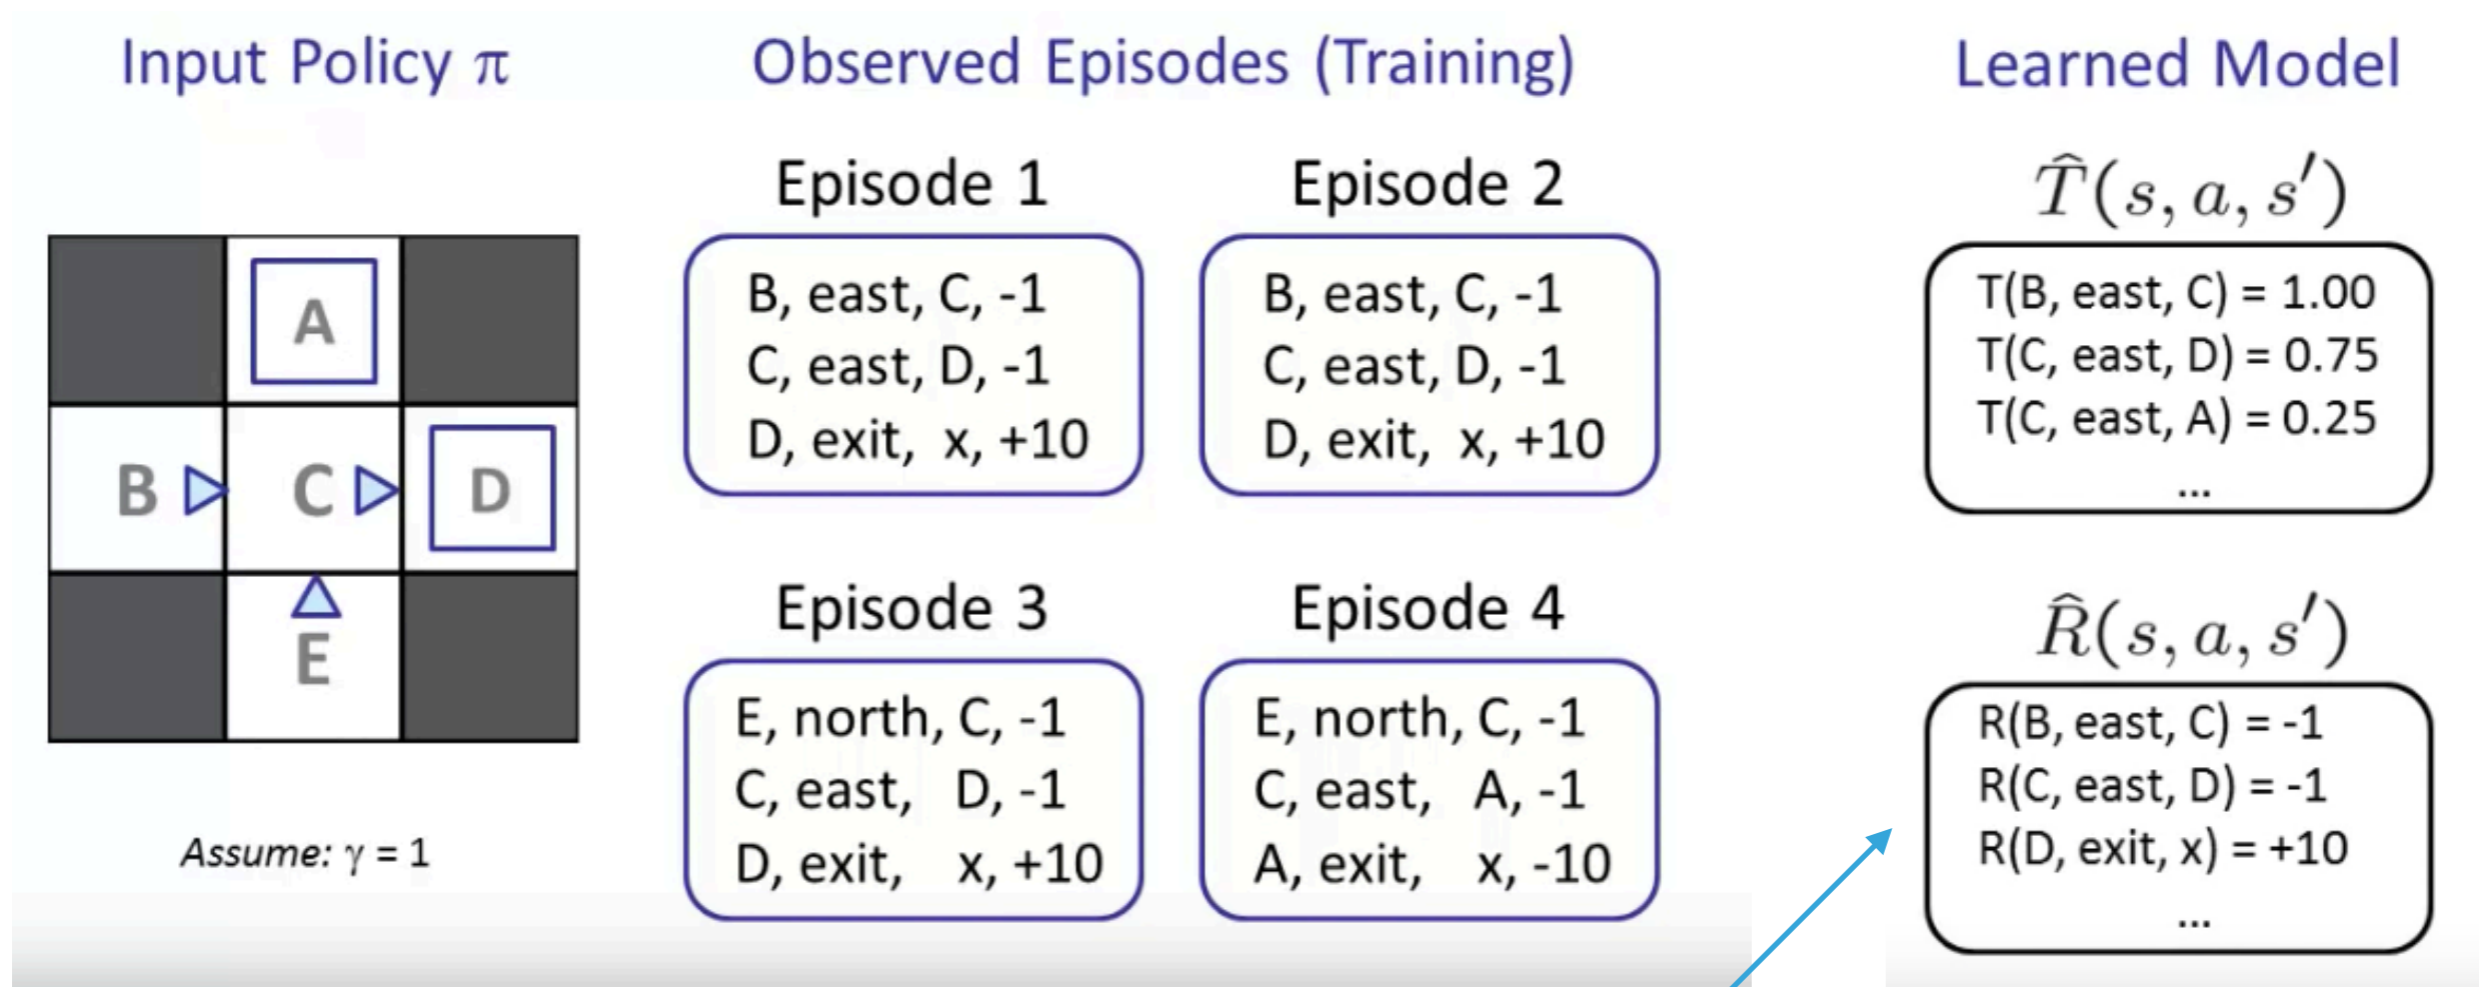 Input Policy π
Observed Episodes (Training)
Learned Model
A
B
C
D
E
Assume: γ = 1
Episode 1
B, east, C, -1
C, east, D, -1
D, exit, x, +10
Episode 2
B, east, C, -1
C, east, D, -1
D, exit, x, +10
Episode 3
E, north, C, -1
C, east, D, -1
D, exit, x, +10
Episode 4
E, north, C, -1
C, east, A, -1
A, exit, x, -10
T̂(s, a, s′)
T(B, east, C) = 1.00
T(C, east, D) = 0.75
T(C, east, A) = 0.25
...
R̂(s, a, s′)
R(B, east, C) = -1
R(C, east, D) = -1
R(D, exit, x) = +10
...